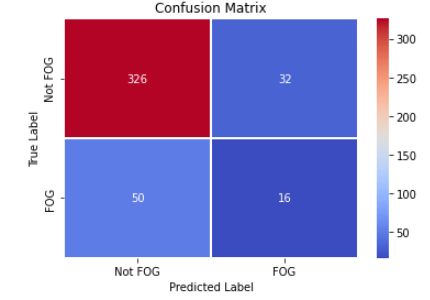 Confusion Matrix
True Label
Not FOG
326
32
FOG
50
16
Not FOG
FOG
Predicted Label
300
250
200
150
100
50